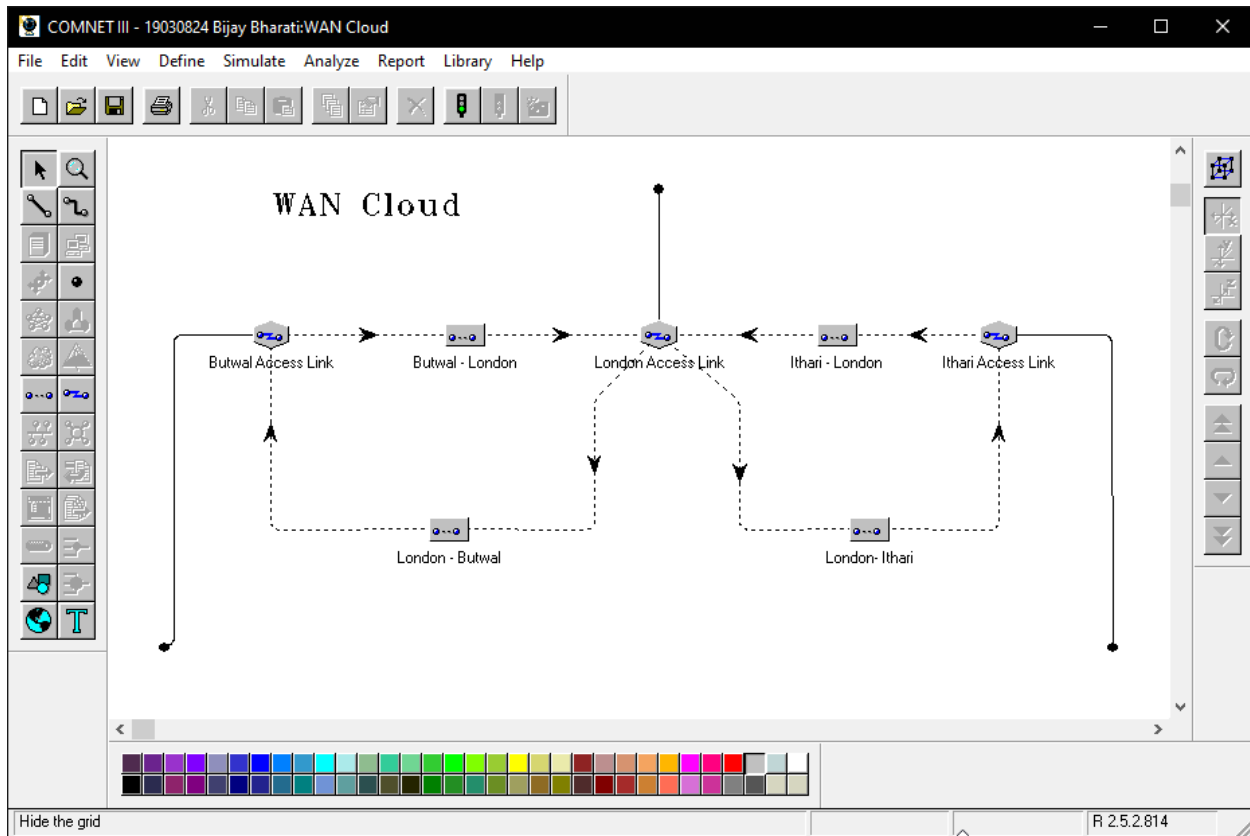 COMNET III - 19030824 Bijay Bharati:WAN Cloud
File Edit View Define Simulate Analyze Report Library Help
WAN Cloud
Butwal Access Link Butwal - London London Access Link Ithari - London Ithari Access Link
London - Butwal London- Ithari
Hide the grid R 2.5.2.814